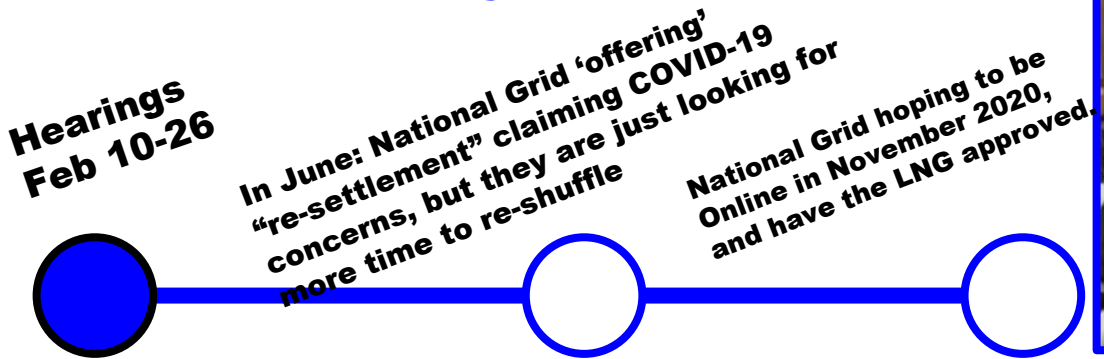 Hearings
Feb 10-26
In June: National Grid ‘offering’
“re-settlement” claiming COVID-19
concerns, but they are just looking for
more time to re-shuffle
National Grid hoping to be
Online in November 2020,
and have the LNG approved.